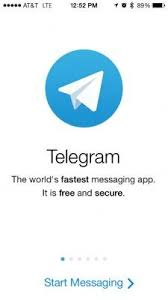 AT&T LTE 12:52 PM 89%
Telegram
The world's fastest messaging app.
It is free and secure.
Start Messaging >